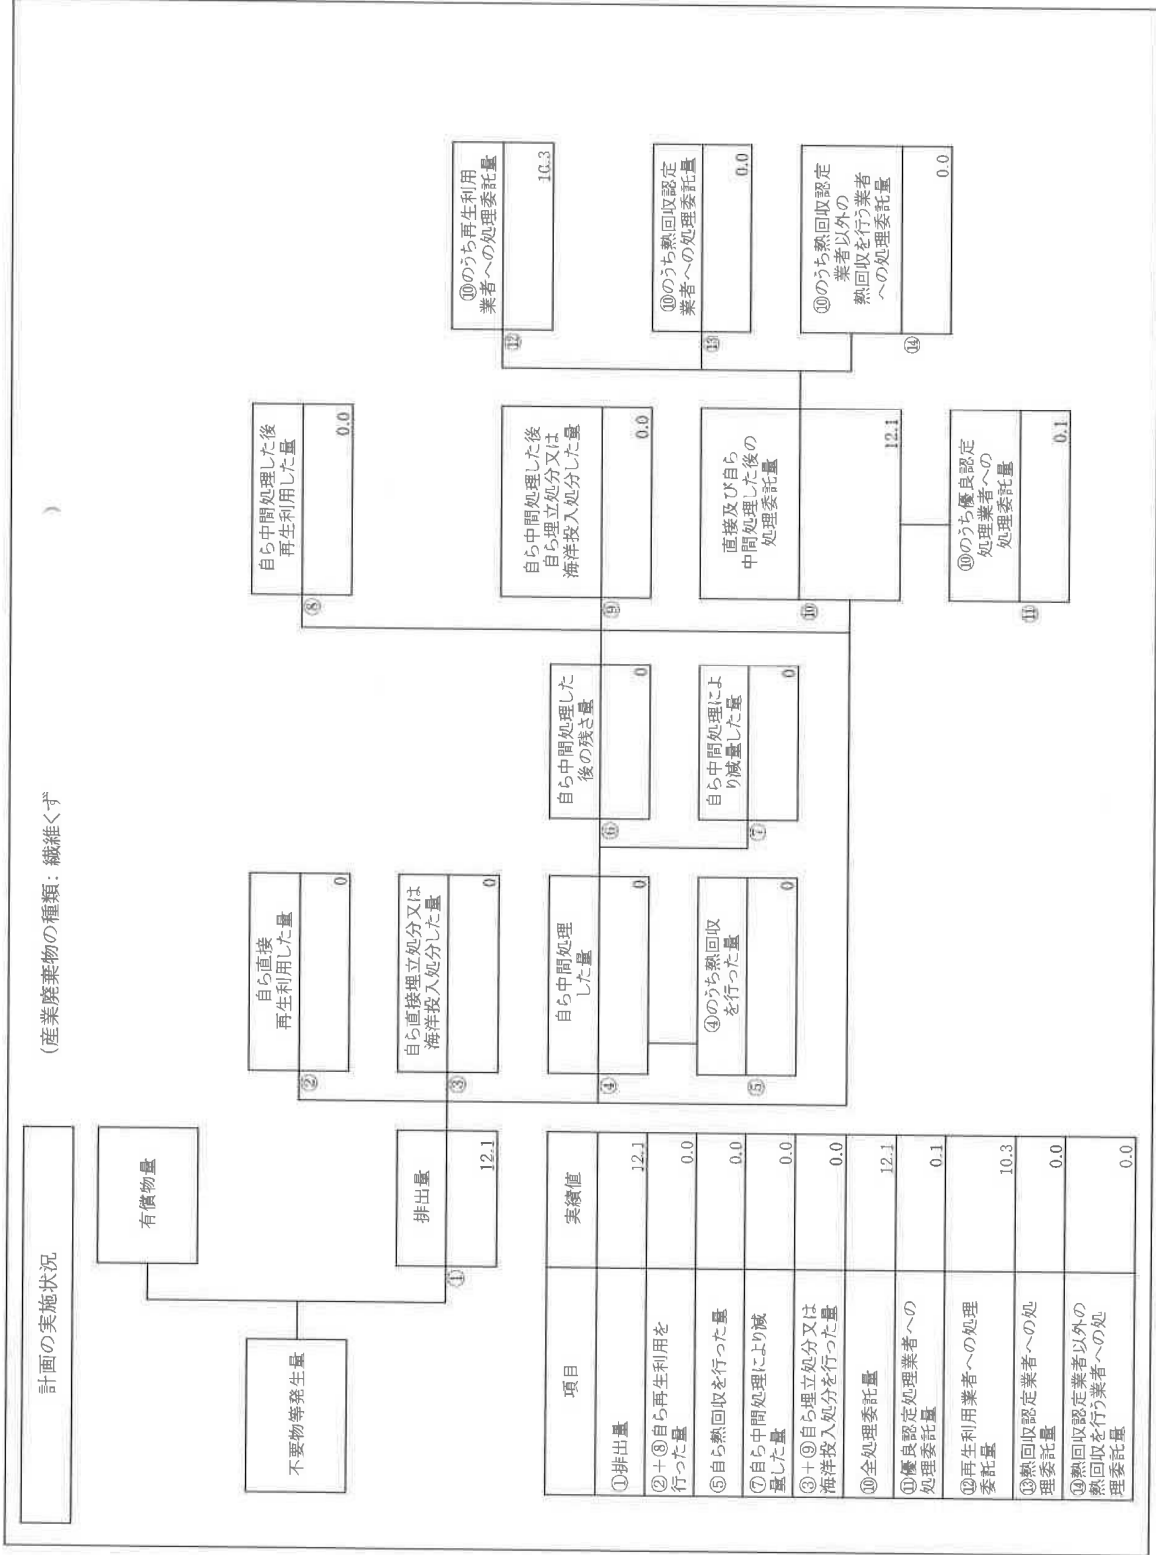 計画の実施状況
(産業廃棄物の種類:繊維くず
)
不要物等発生量
有償物量
①
排出量
12.1
②
自ら直接
再生利用した量
0
③
自ら直接埋立処分又は
海洋投入処分した量
0
④
自ら中間処理
した量
0
⑤
④のうち熱回収
を行った量
0
⑥
自ら中間処理した
後の残さ量
0
⑦
自ら中間処理によ
り減量した量
0
⑧
自ら中間処理した後
再生利用した量
0.0
⑨
自ら中間処理した後
自ら埋立処分又は
海洋投入処分した量
0.0
⑩
直接及び自ら
中間処理した後の
処理委託量
12.1
⑪
⑩のうち優良認定
処理業者への
処理委託量
0.1
⑫
⑩のうち再生利用
業者への処理委託量
10.3
⑬
⑩のうち熱回収認定
業者への処理委託量
0.0
⑭
⑩のうち熱回収認定
業者以外の
熱回収を行う業者
への処理委託量
0.0
項目 実績値
①排出量 12.1
②+⑧自ら再生利用を
行った量 0.0
⑤自ら熱回収を行った量 0.0
⑦自ら中間処理により減
量した量 0.0
③+⑨自ら埋立処分又は
海洋投入処分を行った量 0.0
⑩全処理委託量 12.1
⑪優良認定処理業者への
処理委託量 0.1
⑫再生利用業者への処理
委託量 10.3
⑬熱回収認定業者への処
理委託量 0.0
⑭熱回収認定業者以外の
熱回収を行う業者への処
理委託量 0.0